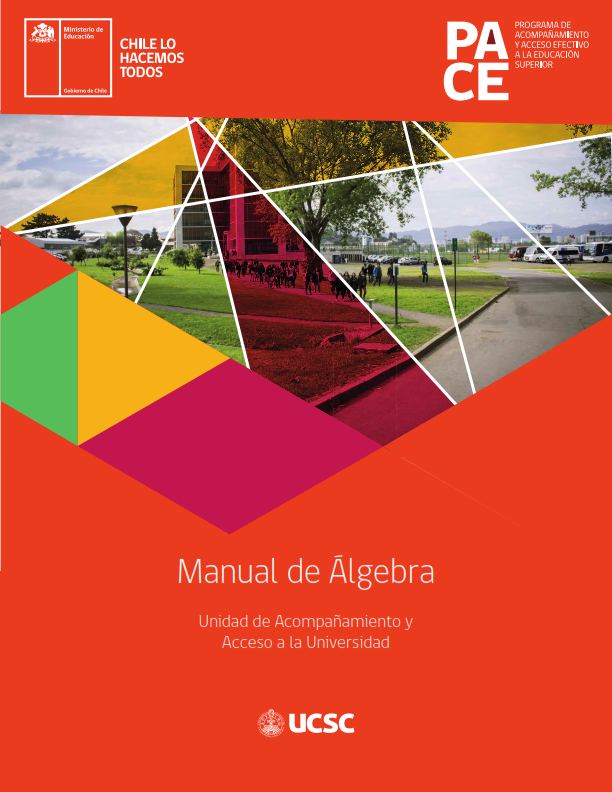 Ministerio de
Educación
Gobierno de Chile
CHILE LO
HACEMOS
TODOS
PA
CE
PROGRAMA DE
ACOMPAÑAMIENTO
Y ACCESO EFECTIVO
A LA EDUCACIÓN
SUPERIOR
Manual de Álgebra
Unidad de Acompañamiento y
Acceso a la Universidad
UCSC